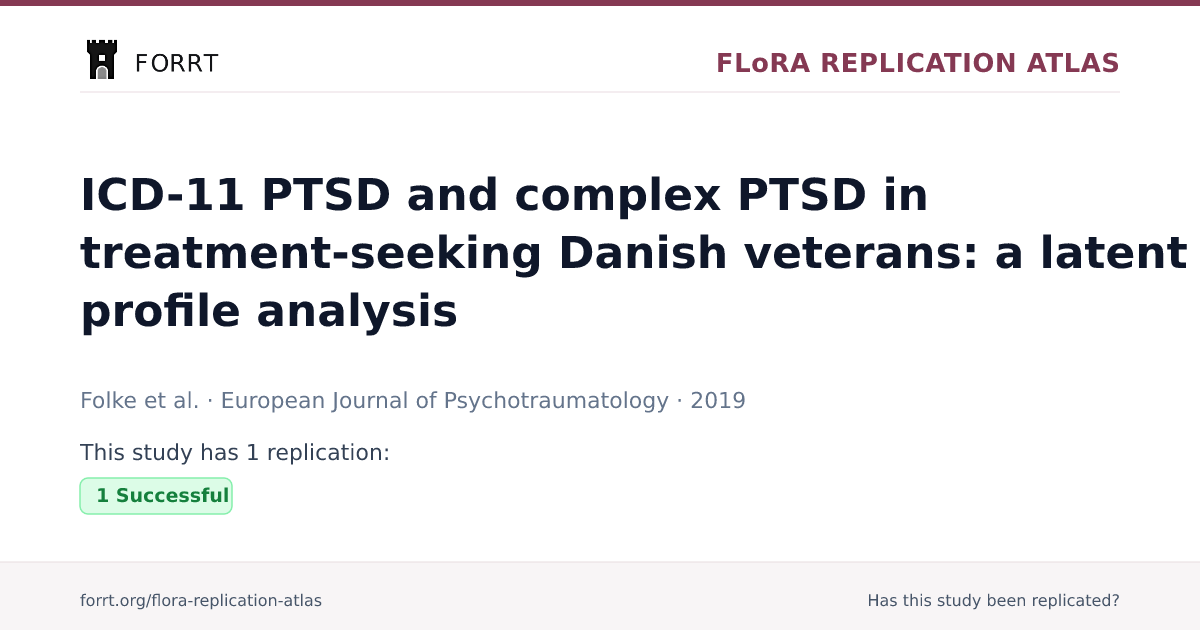 FORRT
FLoRA REPLICATION ATLAS
ICD-11 PTSD and complex PTSD in
treatment-seeking Danish veterans: a latent
profile analysis
Folke et al. · European Journal of Psychotraumatology · 2019
This study has 1 replication:
1 Successful
forrt.org/flora-replication-atlas
Has this study been replicated?